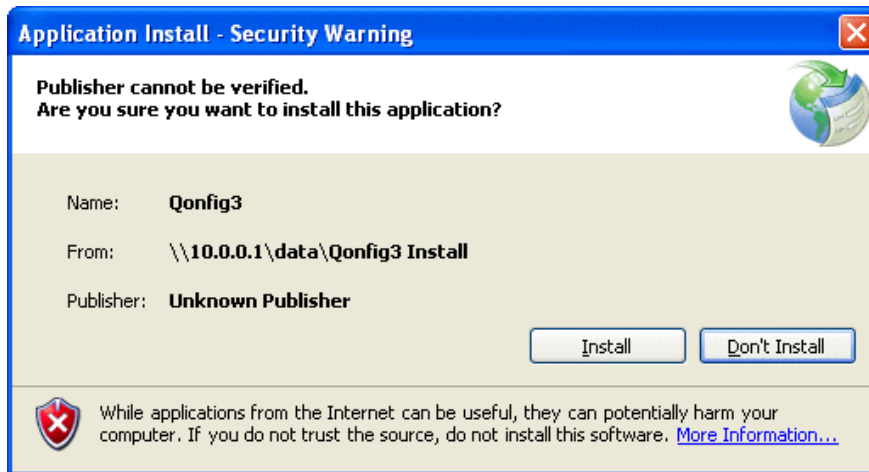 Application Install - Security Warning
Publisher cannot be verified.
Are you sure you want to install this application?
Name: Qonfig3
From: \\10.0.0.1\data\Qonfig3 Install
Publisher: Unknown Publisher
Install Don't Install
While applications from the Internet can be useful, they can potentially harm your
computer. If you do not trust the source, do not install this software. More Information...